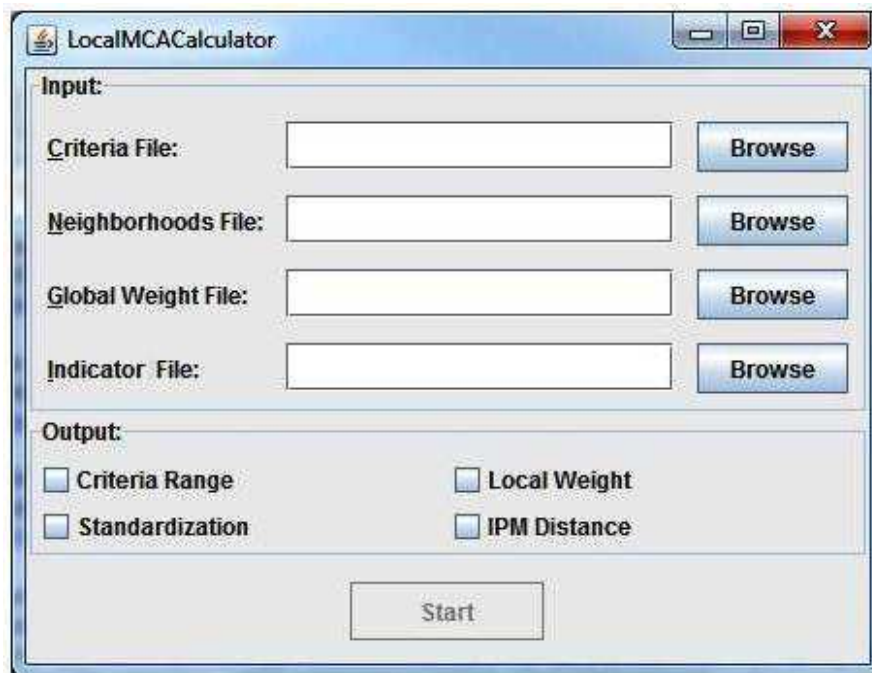 LocalMCACalculator
Input:
Criteria File: Browse
Neighborhoods File: Browse
Global Weight File: Browse
Indicator File: Browse
Output:
Criteria Range Local Weight
Standardization IPM Distance
Start